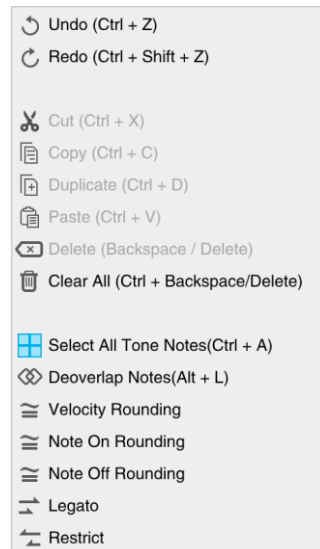 Undo (Ctrl + Z)
Redo (Ctrl + Shift + Z)
Cut (Ctrl + X)
Copy (Ctrl + C)
Duplicate (Ctrl + D)
Paste (Ctrl + V)
Delete (Backspace / Delete)
Clear All (Ctrl + Backspace/Delete)
Select All Tone Notes(Ctrl + A)
Deoverlap Notes(Alt + L)
Velocity Rounding
Note On Rounding
Note Off Rounding
Legato
Restrict